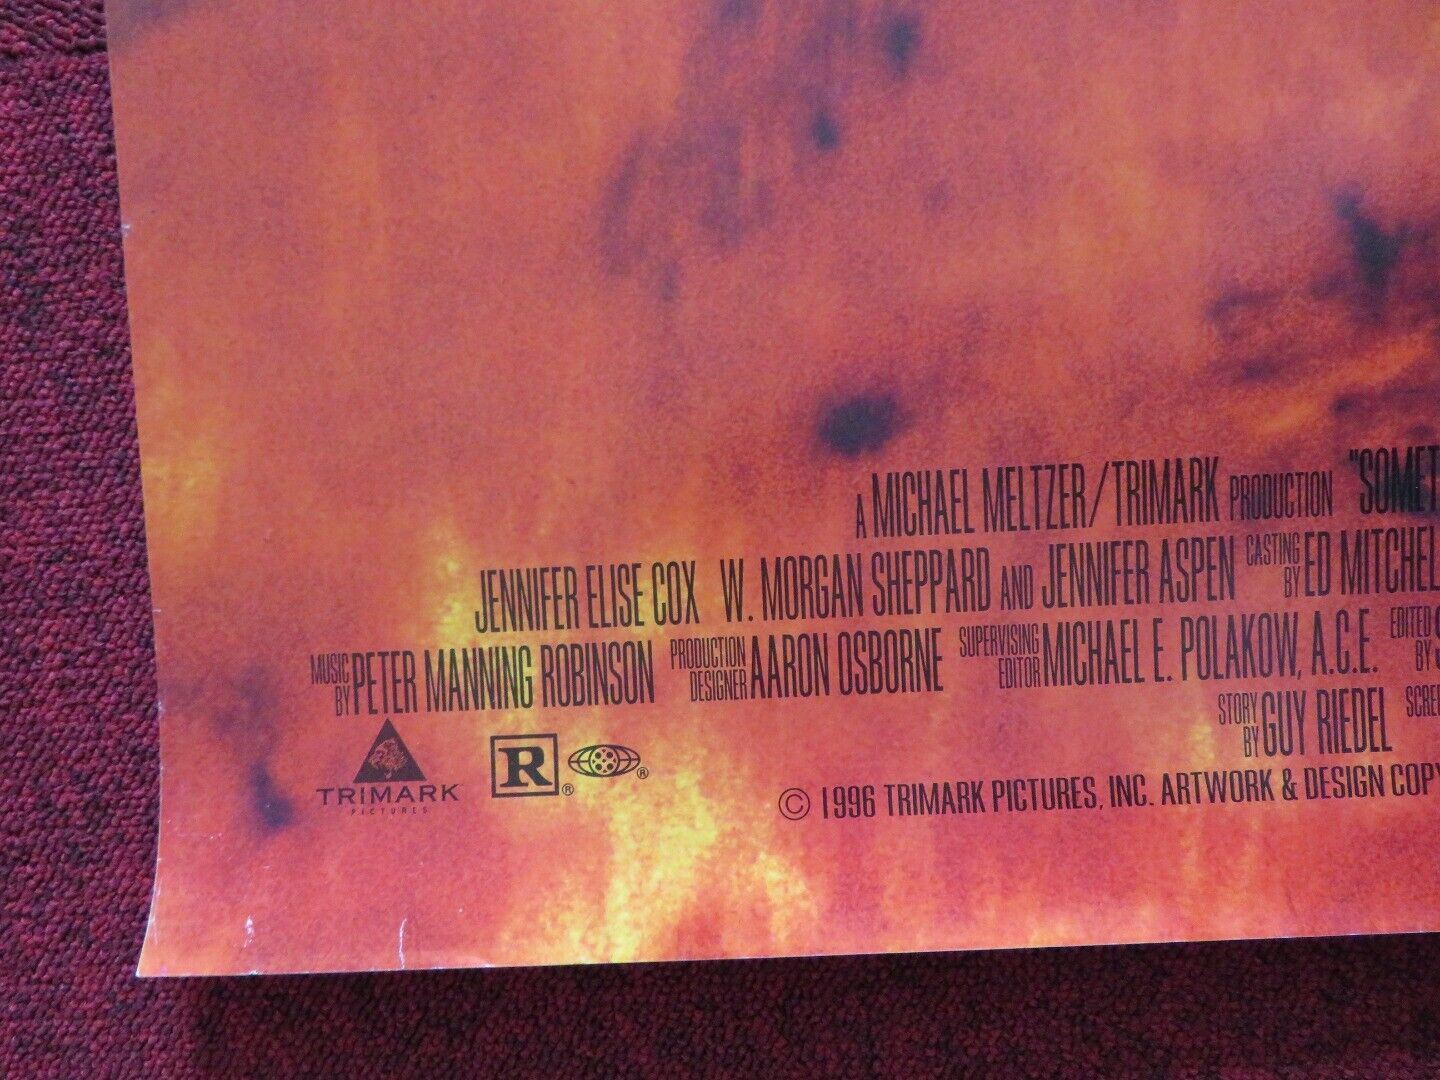 A MICHAEL MELTZER/TRIMARK PRODUCTION "SOMET
JENNIFER ELISE COX W. MORGAN SHEPPARD AND JENNIFER ASPEN CASTING BY ED MITCHEL
MUSIC BY PETER MANNING ROBINSON PRODUCTION DESIGNER AARON OSBORNE SUPERVISING EDITOR MICHAEL E. POLAKOW, A.C.E. EDITED BY
STORY BY GUY RIEDEL SCREE
TRIMARK
PICTURES
R ® ®
© 1996 TRIMARK PICTURES, INC. ARTWORK & DESIGN COPY